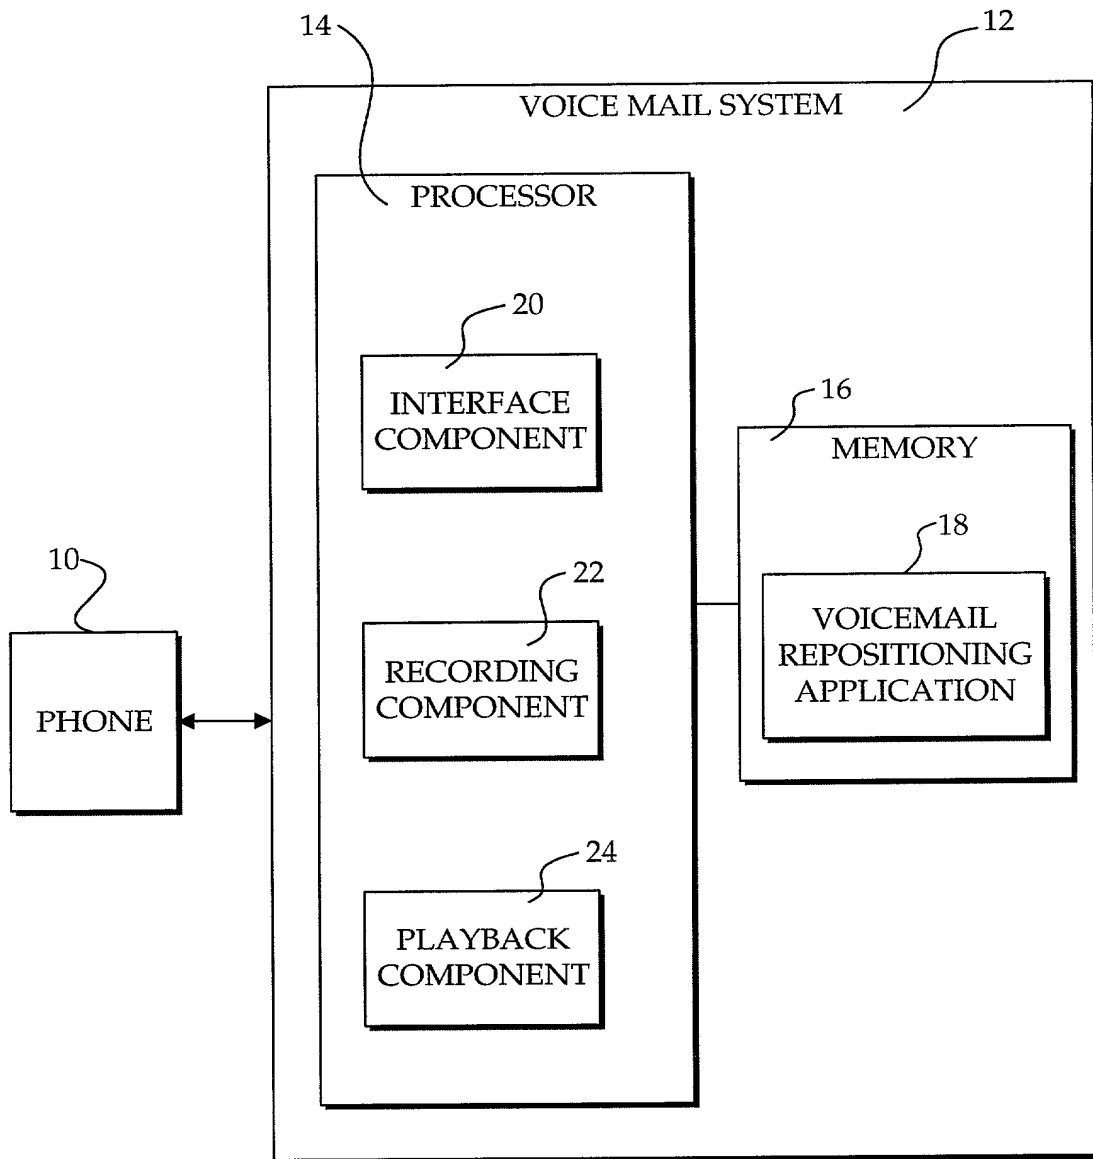 14
12
VOICE MAIL SYSTEM
PROCESSOR
20
INTERFACE
COMPONENT
16
MEMORY
18
VOICEMAIL
REPOSITIONING
APPLICATION
10
PHONE
22
RECORDING
COMPONENT
24
PLAYBACK
COMPONENT